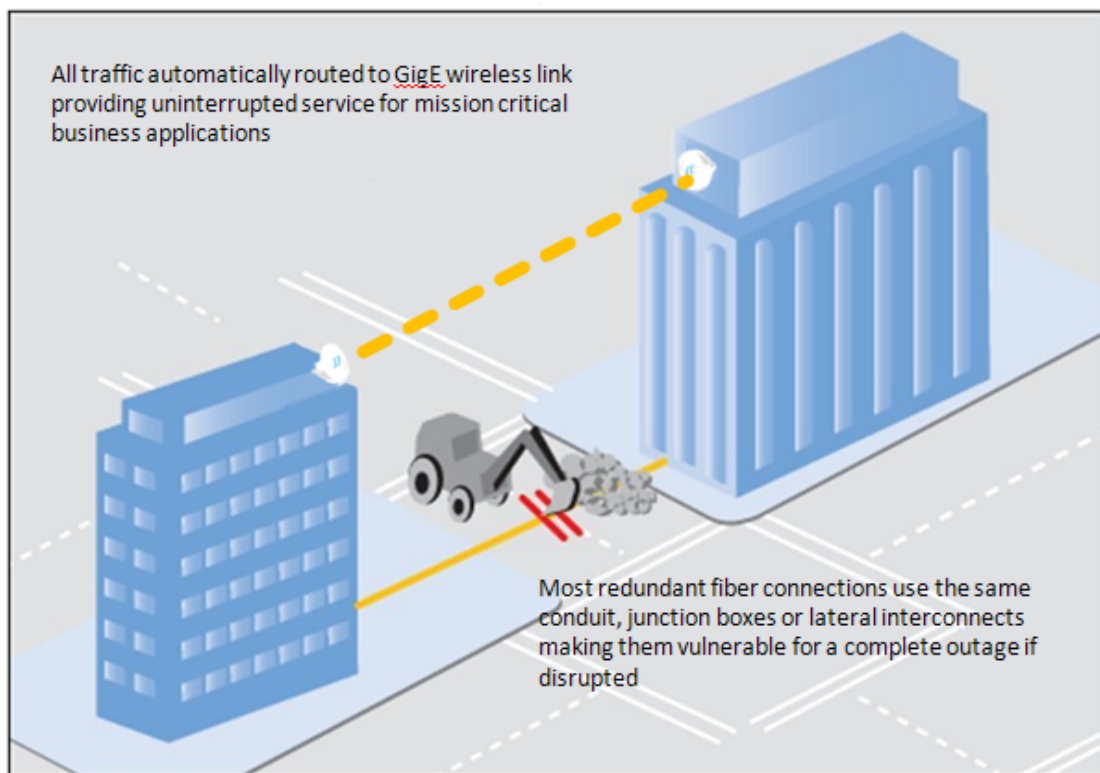 All traffic automatically routed to GigE wireless link
providing uninterrupted service for mission critical
business applications
Most redundant fiber connections use the same
conduit, junction boxes or lateral interconnects
making them vulnerable for a complete outage if
disrupted